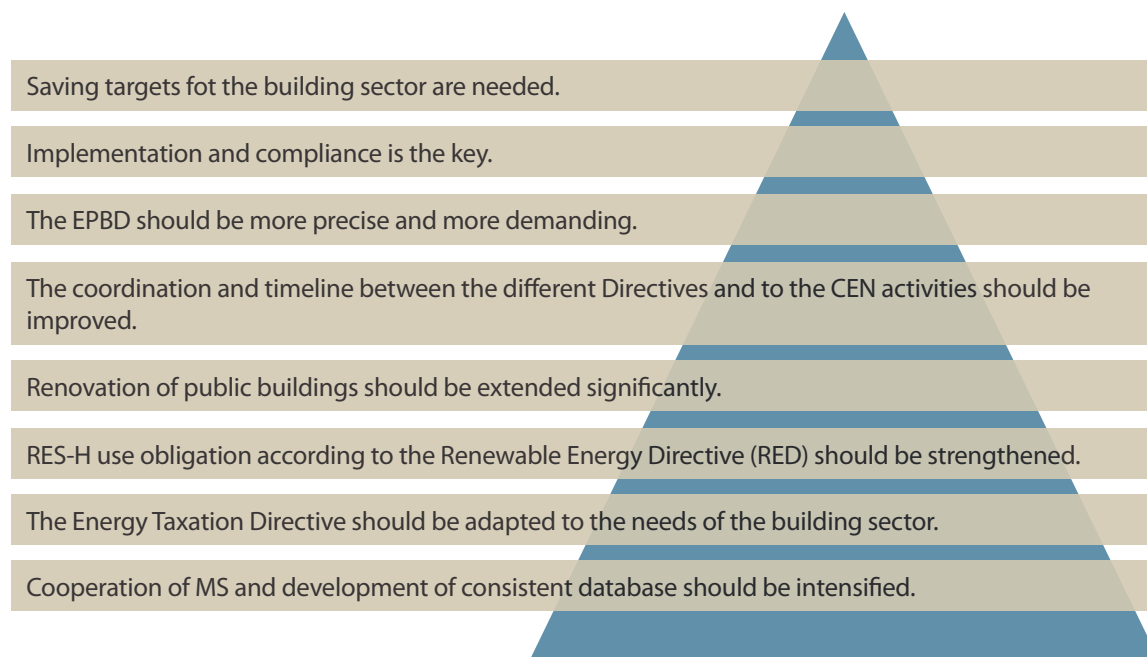 Saving targets fot the building sector are needed.
Implementation and compliance is the key.
The EPBD should be more precise and more demanding.
The coordination and timeline between the different Directives and to the CEN activities should be
improved.
Renovation of public buildings should be extended significantly.
RES-H use obligation according to the Renewable Energy Directive (RED) should be strengthened.
The Energy Taxation Directive should be adapted to the needs of the building sector.
Cooperation of MS and development of consistent database should be intensified.